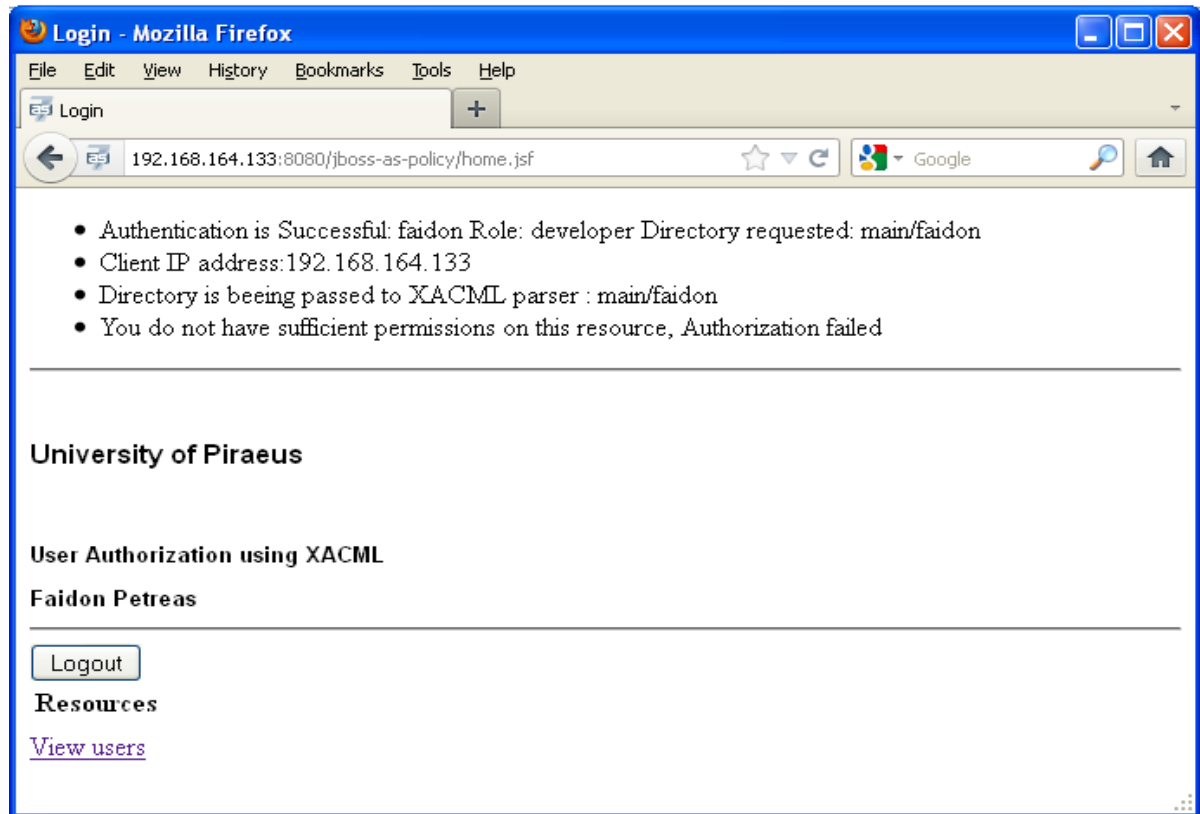 Login - Mozilla Firefox
File Edit View History Bookmarks Tools Help
Login
192.168.164.133:8080/jboss-as-policy/home.jsf
Google
Authentication is Successful: faidon Role: developer Directory requested: main/faidon
Client IP address:192.168.164.133
Directory is beeing passed to XACML parser : main/faidon
You do not have sufficient permissions on this resource, Authorization failed
University of Piraeus
User Authorization using XACML
Faidon Petreas
Logout
Resources
View users